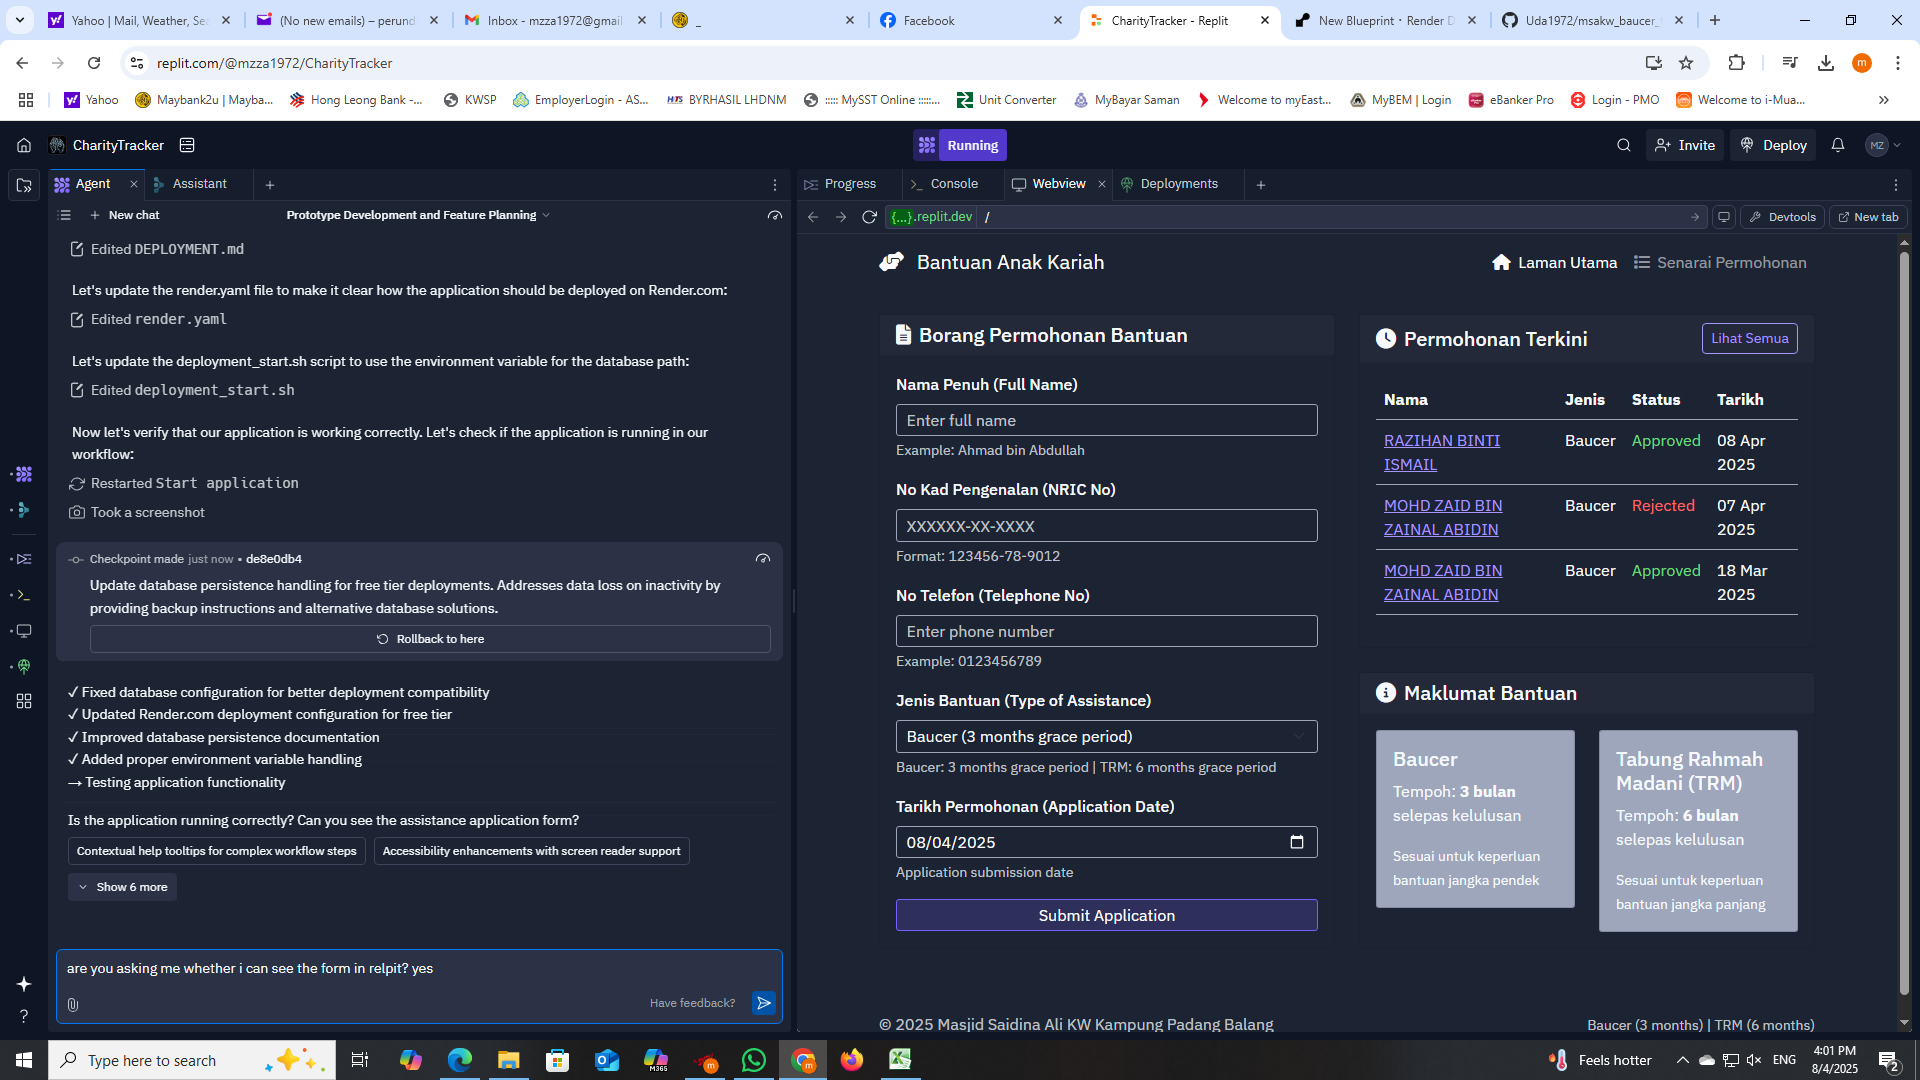 Yahoo | Mail, Weather, Se
(No new emails) – perund
Inbox - mzza1972@gmail
_
Facebook
CharityTracker - Replit
New Blueprint · Render D
Uda1972/msakw_baucer_
replit.com/@mzza1972/CharityTracker
Yahoo
Maybank2u | Mayba...
Hong Leong Bank -...
KWSP
EmployerLogin - AS...
BYRHASIL LHDNM
::::: MySST Online :::::...
Unit Converter
MyBayar Saman
Welcome to myEast...
MyBEM | Login
eBanker Pro
Login - PMO
Welcome to i-Mua...
CharityTracker
Running
Invite
Deploy
MZ
Agent
Assistant
Progress
Console
Webview
Deployments
New chat
Prototype Development and Feature Planning
{...}.replit.dev
/
Devtools
New tab
Edited DEPLOYMENT.md
Let's update the render.yaml file to make it clear how the application should be deployed on Render.com:
Edited render.yaml
Let's update the deployment_start.sh script to use the environment variable for the database path:
Edited deployment_start.sh
Now let's verify that our application is working correctly. Let's check if the application is running in our
workflow:
Restarted Start application
Took a screenshot
Checkpoint made just now • de8e0db4
Update database persistence handling for free tier deployments. Addresses data loss on inactivity by
providing backup instructions and alternative database solutions.
Rollback to here
✓ Fixed database configuration for better deployment compatibility
✓ Updated Render.com deployment configuration for free tier
✓ Improved database persistence documentation
✓ Added proper environment variable handling
→ Testing application functionality
Is the application running correctly? Can you see the assistance application form?
Contextual help tooltips for complex workflow steps
Accessibility enhancements with screen reader support
Show 6 more
are you asking me whether i can see the form in relpit? yes
Have feedback?
Bantuan Anak Kariah
Laman Utama
Senarai Permohonan
Borang Permohonan Bantuan
Nama Penuh (Full Name)
Enter full name
Example: Ahmad bin Abdullah
No Kad Pengenalan (NRIC No)
XXXXXX-XX-XXXX
Format: 123456-78-9012
No Telefon (Telephone No)
Enter phone number
Example: 0123456789
Jenis Bantuan (Type of Assistance)
Baucer (3 months grace period)
Baucer: 3 months grace period | TRM: 6 months grace period
Tarikh Permohonan (Application Date)
08/04/2025
Application submission date
Submit Application
Permohonan Terkini
Lihat Semua
Nama Jenis Status Tarikh
RAZIHAN BINTI Baucer Approved 08 Apr
ISMAIL 2025
MOHD ZAID BIN Baucer Rejected 07 Apr
ZAINAL ABIDIN 2025
MOHD ZAID BIN Baucer Approved 18 Mar
ZAINAL ABIDIN 2025
Maklumat Bantuan
Baucer
Tempoh: 3 bulan
selepas kelulusan
Sesuai untuk keperluan
bantuan jangka pendek
Tabung Rahmah
Madani (TRM)
Tempoh: 6 bulan
selepas kelulusan
Sesuai untuk keperluan
bantuan jangka panjang
© 2025 Masjid Saidina Ali KW Kampung Padang Balang
Baucer (3 months) | TRM (6 months)
Type here to search
M365
Feels hotter
ENG
4:01 PM
8/4/2025
2